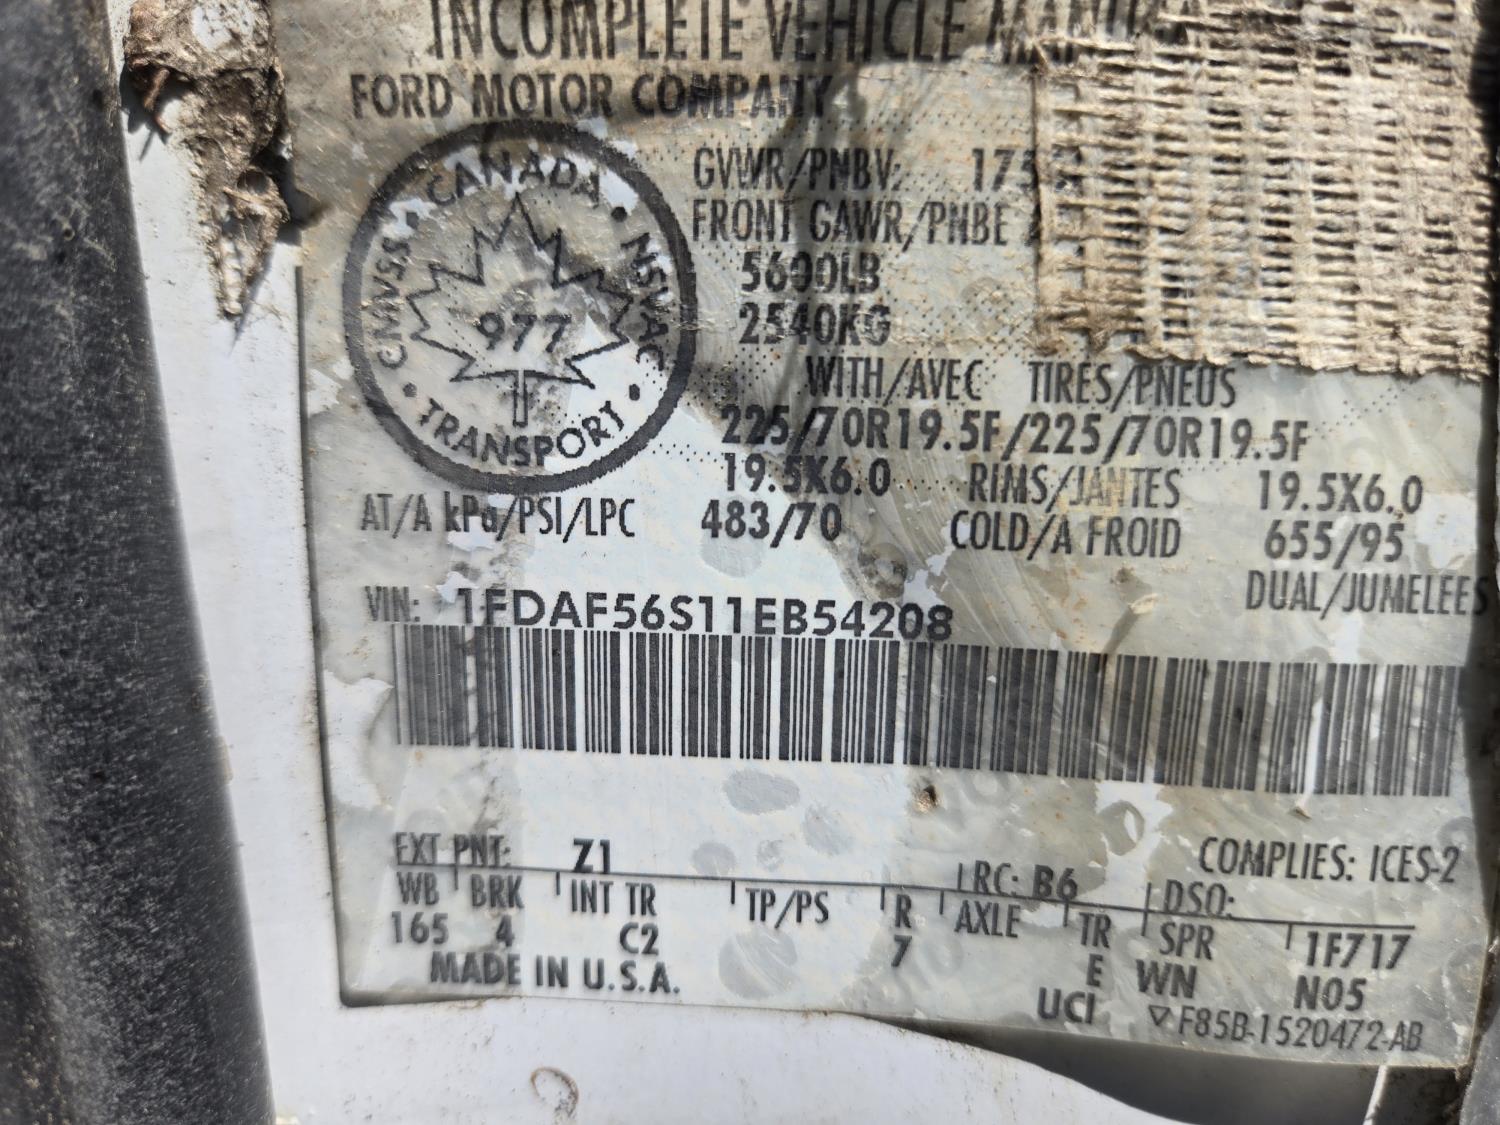 INCOMPLETE VEHICLE
FORD MOTOR COMPANY
CANADA · NSVAC · TRANSPORT · CMVSS ·
977
GVWR/PNBV:
FRONT GAWR/PNBE
5600LB
2540KG
WITH/AVEC TIRES/PNEUS
225/70R19.5F/225/70R19.5F
19.5X6.0 RIMS/JANTES 19.5X6.0
AT/A kPa/PSI/LPC 483/70 COLD/A FROID 655/95
DUAL/JUMELEES
VIN: 1FDAF56S11EB54208
EXT PNT: Z1 RC: B6 DSO: COMPLIES: ICES-2
WB BRK INT TR TP/PS R AXLE TR SPR 1F717
165 4 C2 7 E WN N05
MADE IN U.S.A. UCI ▽F85B-1520472-AB